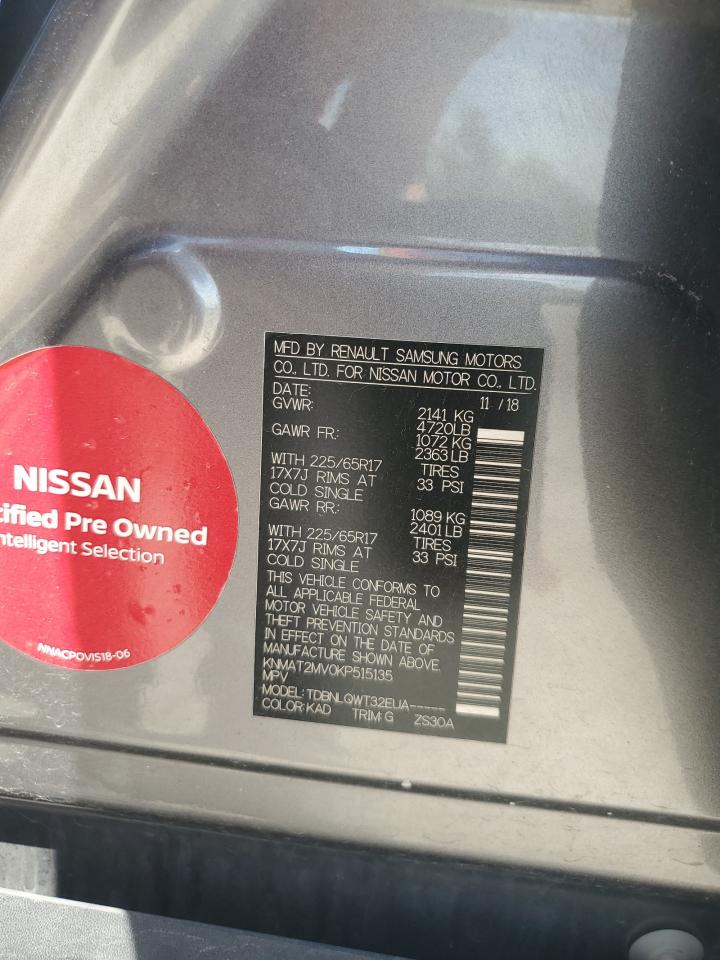 MFD BY RENAULT SAMSUNG MOTORS
CO., LTD. FOR NISSAN MOTOR CO., LTD.
DATE: 11 / 18
GVWR: 2141 KG
4720LB
GAWR FR: 1072 KG
2363 LB
WITH 225/65R17 TIRES
17X7J RIMS AT 33 PSI
COLD SINGLE
GAWR RR: 1089 KG
2401 LB
WITH 225/65R17 TIRES
17X7J RIMS AT 33 PSI
COLD SINGLE
THIS VEHICLE CONFORMS TO
ALL APPLICABLE FEDERAL
MOTOR VEHICLE SAFETY AND
THEFT PREVENTION STANDARDS
IN EFFECT ON THE DATE OF
MANUFACTURE SHOWN ABOVE.
KNMAT2MV0KP515135
MPV
MODEL: TDBNLQWT32EUA-----
COLOR: KAD TRIM: G ZS30A
NISSAN
tified Pre Owned
ntelligent Selection
NNACPOVIS18-06